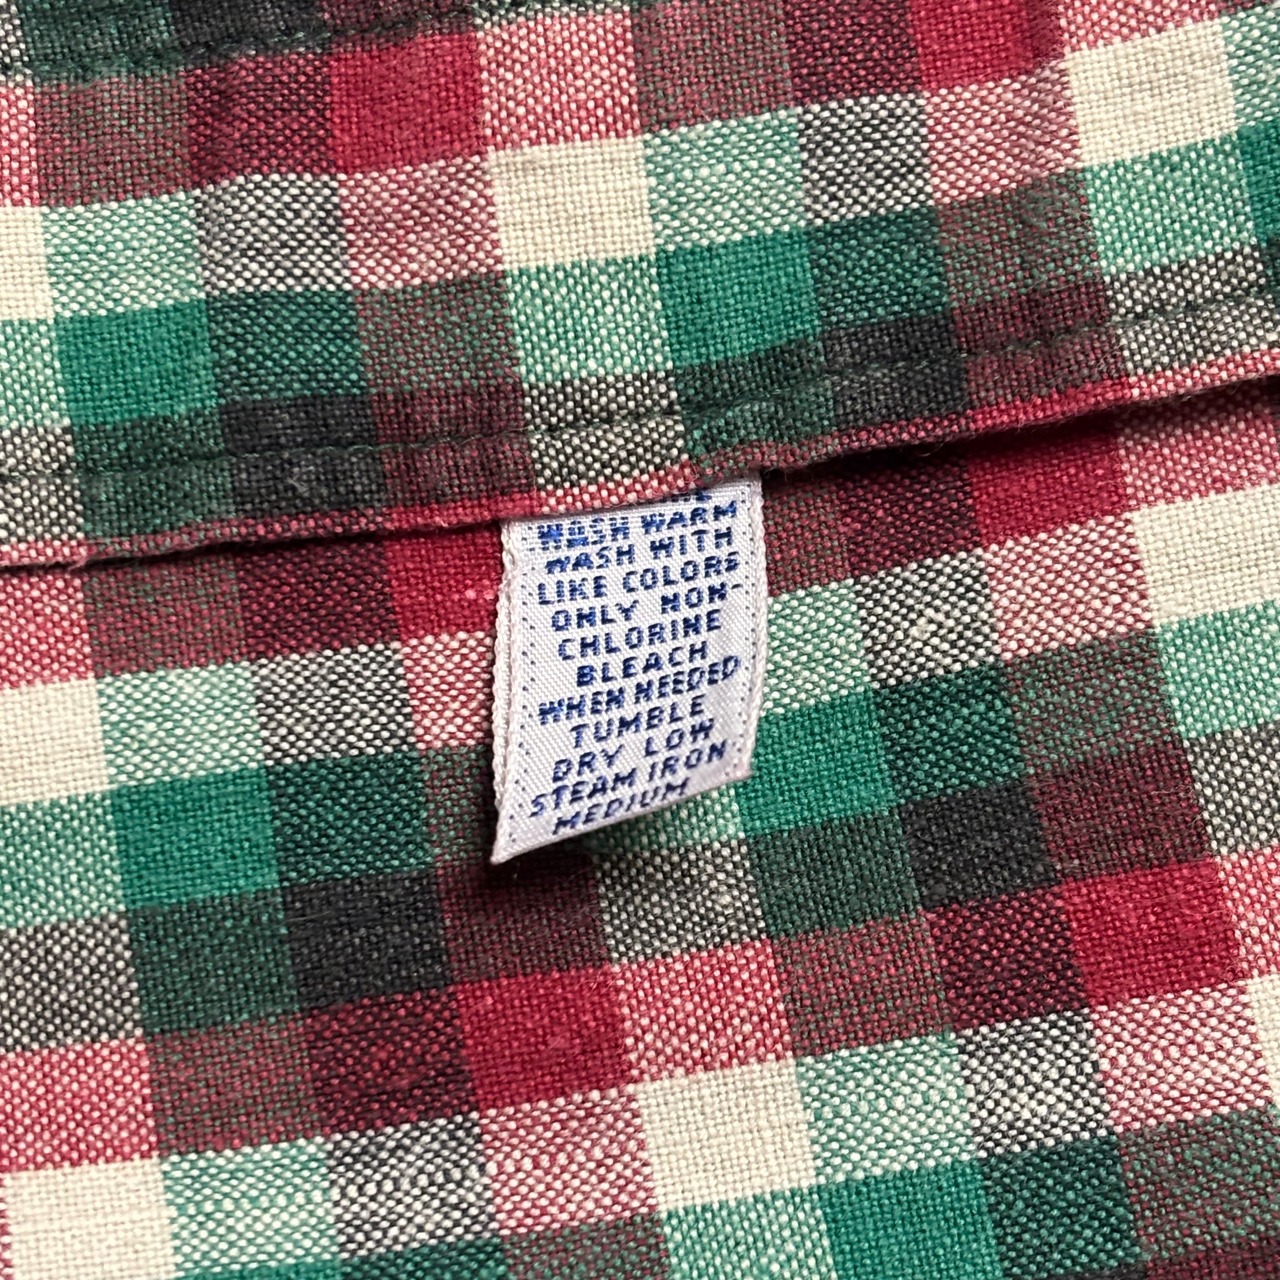 WASH WARM
WASH WITH
LIKE COLORS
ONLY NON-
CHLORINE
BLEACH
WHEN NEEDED
TUMBLE
DRY LOW
STEAM IRON
MEDIUM